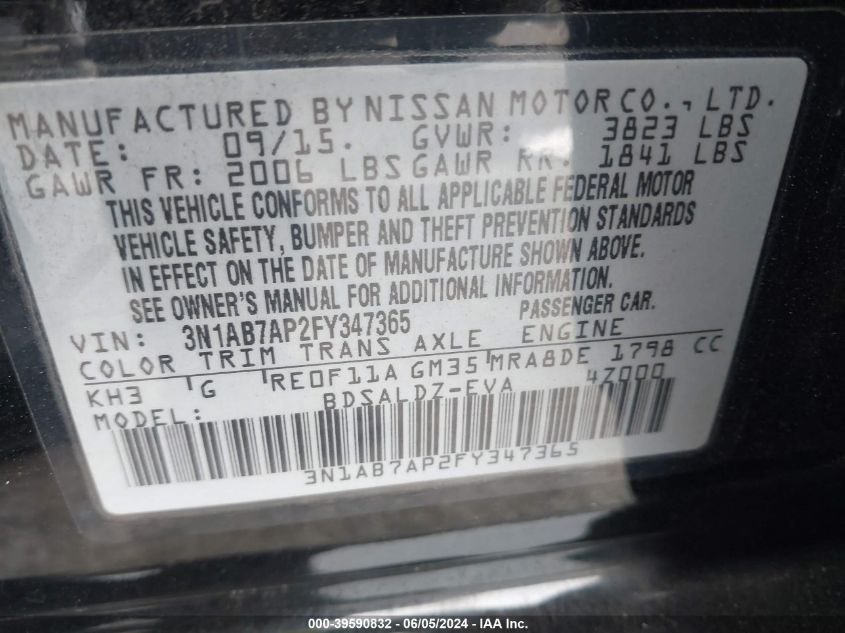 MANUFACTURED BY NISSAN MOTOR CO., LTD.
DATE: 09/15. GVWR: 3823 LBS
GAWR FR: 2006 LBS GAWR RR: 1841 LBS
THIS VEHICLE CONFORMS TO ALL APPLICABLE FEDERAL MOTOR
VEHICLE SAFETY, BUMPER AND THEFT PREVENTION STANDARDS
IN EFFECT ON THE DATE OF MANUFACTURE SHOWN ABOVE.
SEE OWNER'S MANUAL FOR ADDITIONAL INFORMATION.
VIN: 3N1AB7AP2FY347365 PASSENGER CAR.
COLOR TRIM TRANS AXLE ENGINE
KH3 G RE0F11A GM35 MRA8DE 1798 CC
MODEL: BDSALDZ-EVA 4Z000
3N1AB7AP2FY347365
000-39590832 - 06/05/2024 - IAA Inc.